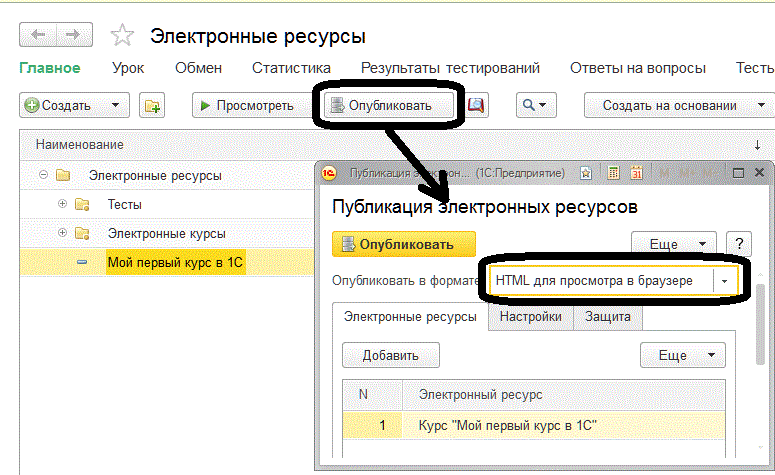 Электронные ресурсы
Главное Урок Обмен Статистика Результаты тестирований Ответы на вопросы Тесть
Создать Просмотреть Опубликовать Создать на основании
Наименование
Электронные ресурсы
Тесты
Электронные курсы
Мой первый курс в 1С
Публикация электрон... (1С:Предприятие) M M+ M-
Публикация электронных ресурсов
Опубликовать Еще ?
Опубликовать в формате HTML для просмотра в браузере
Электронные ресурсы Настройки Защита
Добавить Еще
N Электронный ресурс
1 Курс "Мой первый курс в 1С"